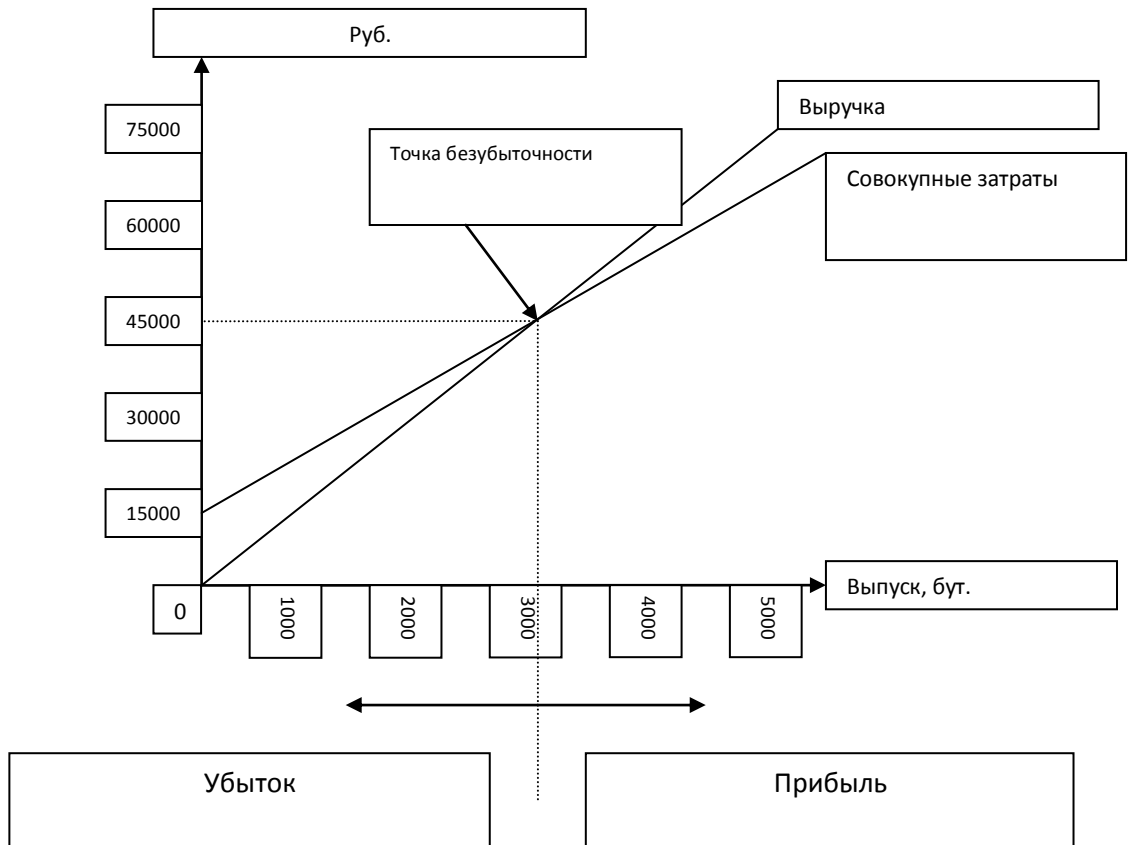 Руб.
Выручка
75000
Точка безубыточности
Совокупные затраты
60000
45000
30000
15000
0
1000
2000
3000
4000
5000
Выпуск, бут.
Убыток
Прибыль